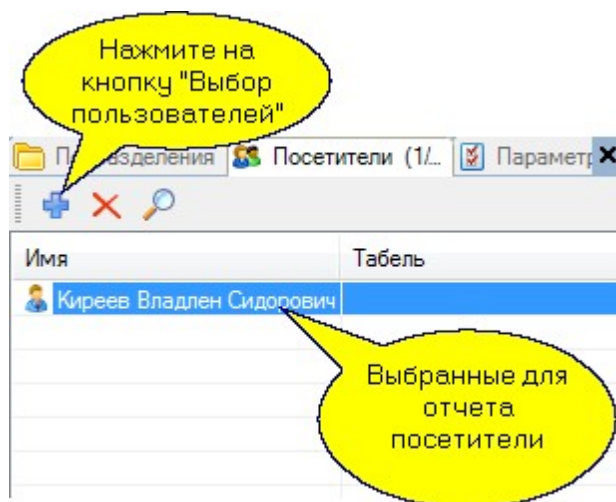 Нажмите на
кнопку "Выбор
пользователей"
Посетители (1/...
Имя
Табель
Киреев Владлен Сидорович
Выбранные для
отчета
посетители